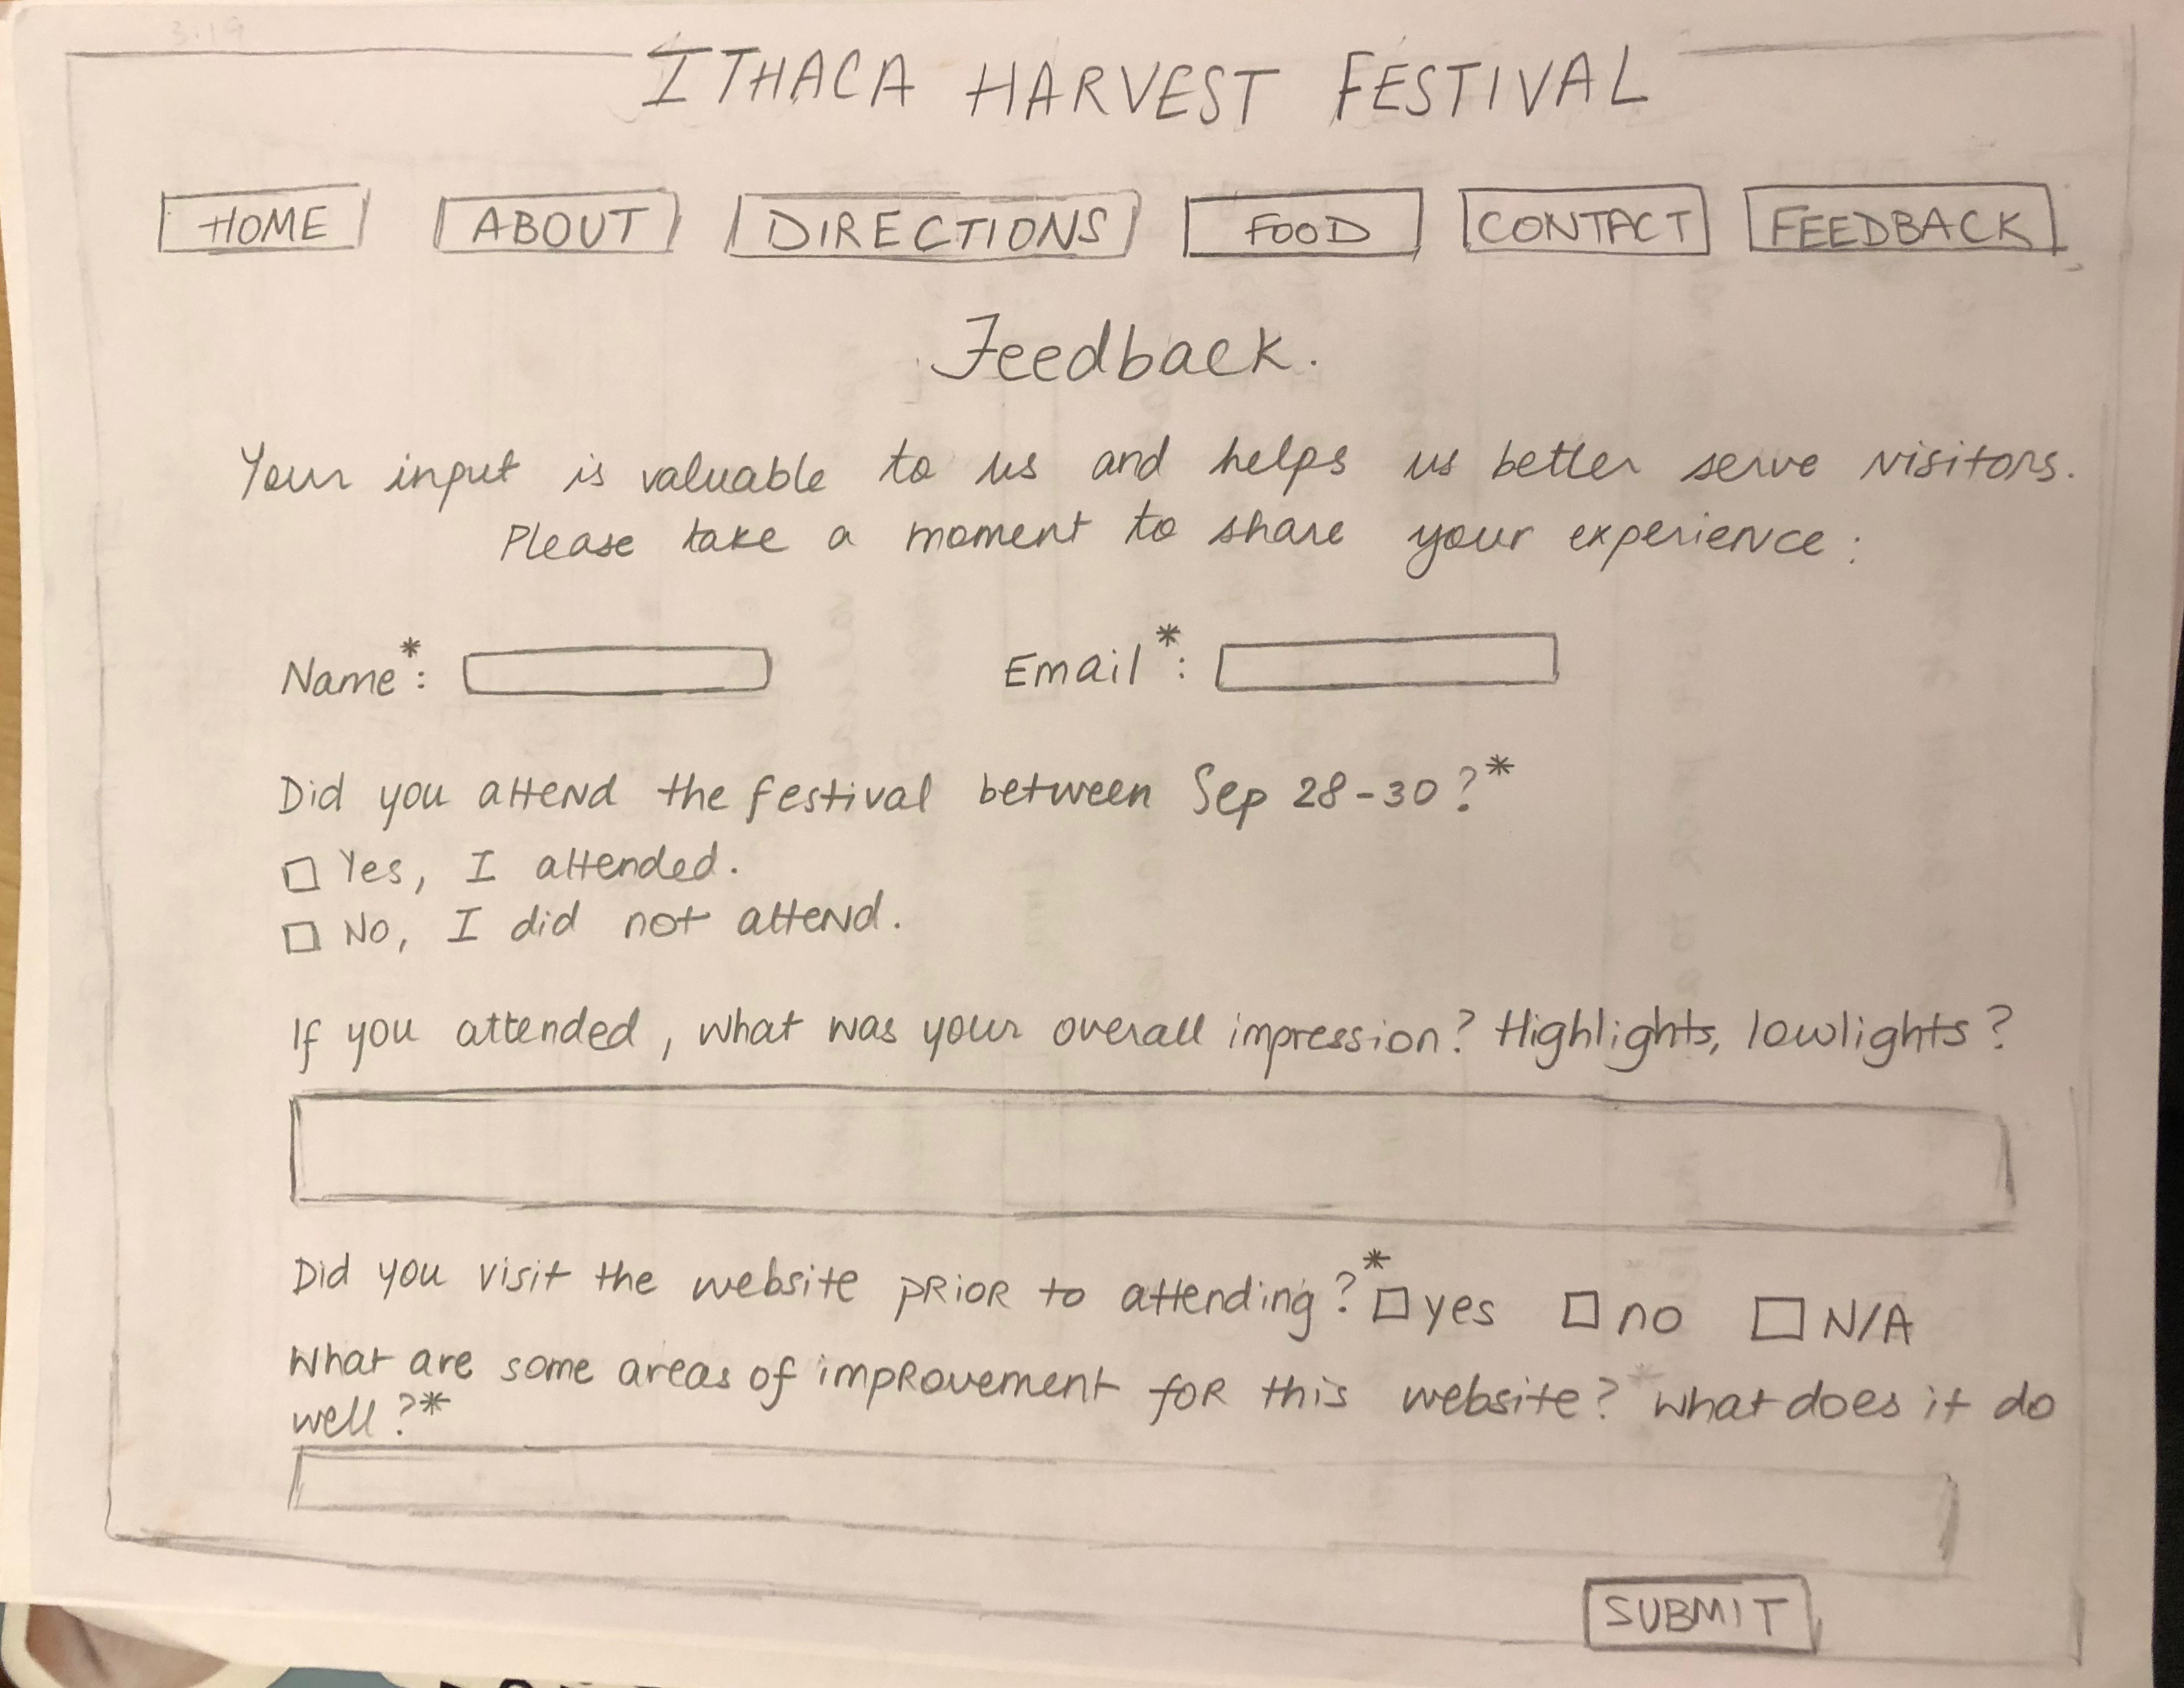 ITHACA HARVEST FESTIVAL
HOME ABOUT DIRECTIONS FOOD CONTACT FEEDBACK
Feedback.
Your input is valuable to us and helps us better serve visitors.
Please take a moment to share your experience:
Name*: Email*:
Did you attend the festival between Sep 28-30?*
Yes, I attended.
No, I did not attend.
If you attended, what was your overall impression? Highlights, lowlights?
Did you visit the website prior to attending?* yes no N/A
What are some areas of improvement for this website? What does it do
well?*
SUBMIT